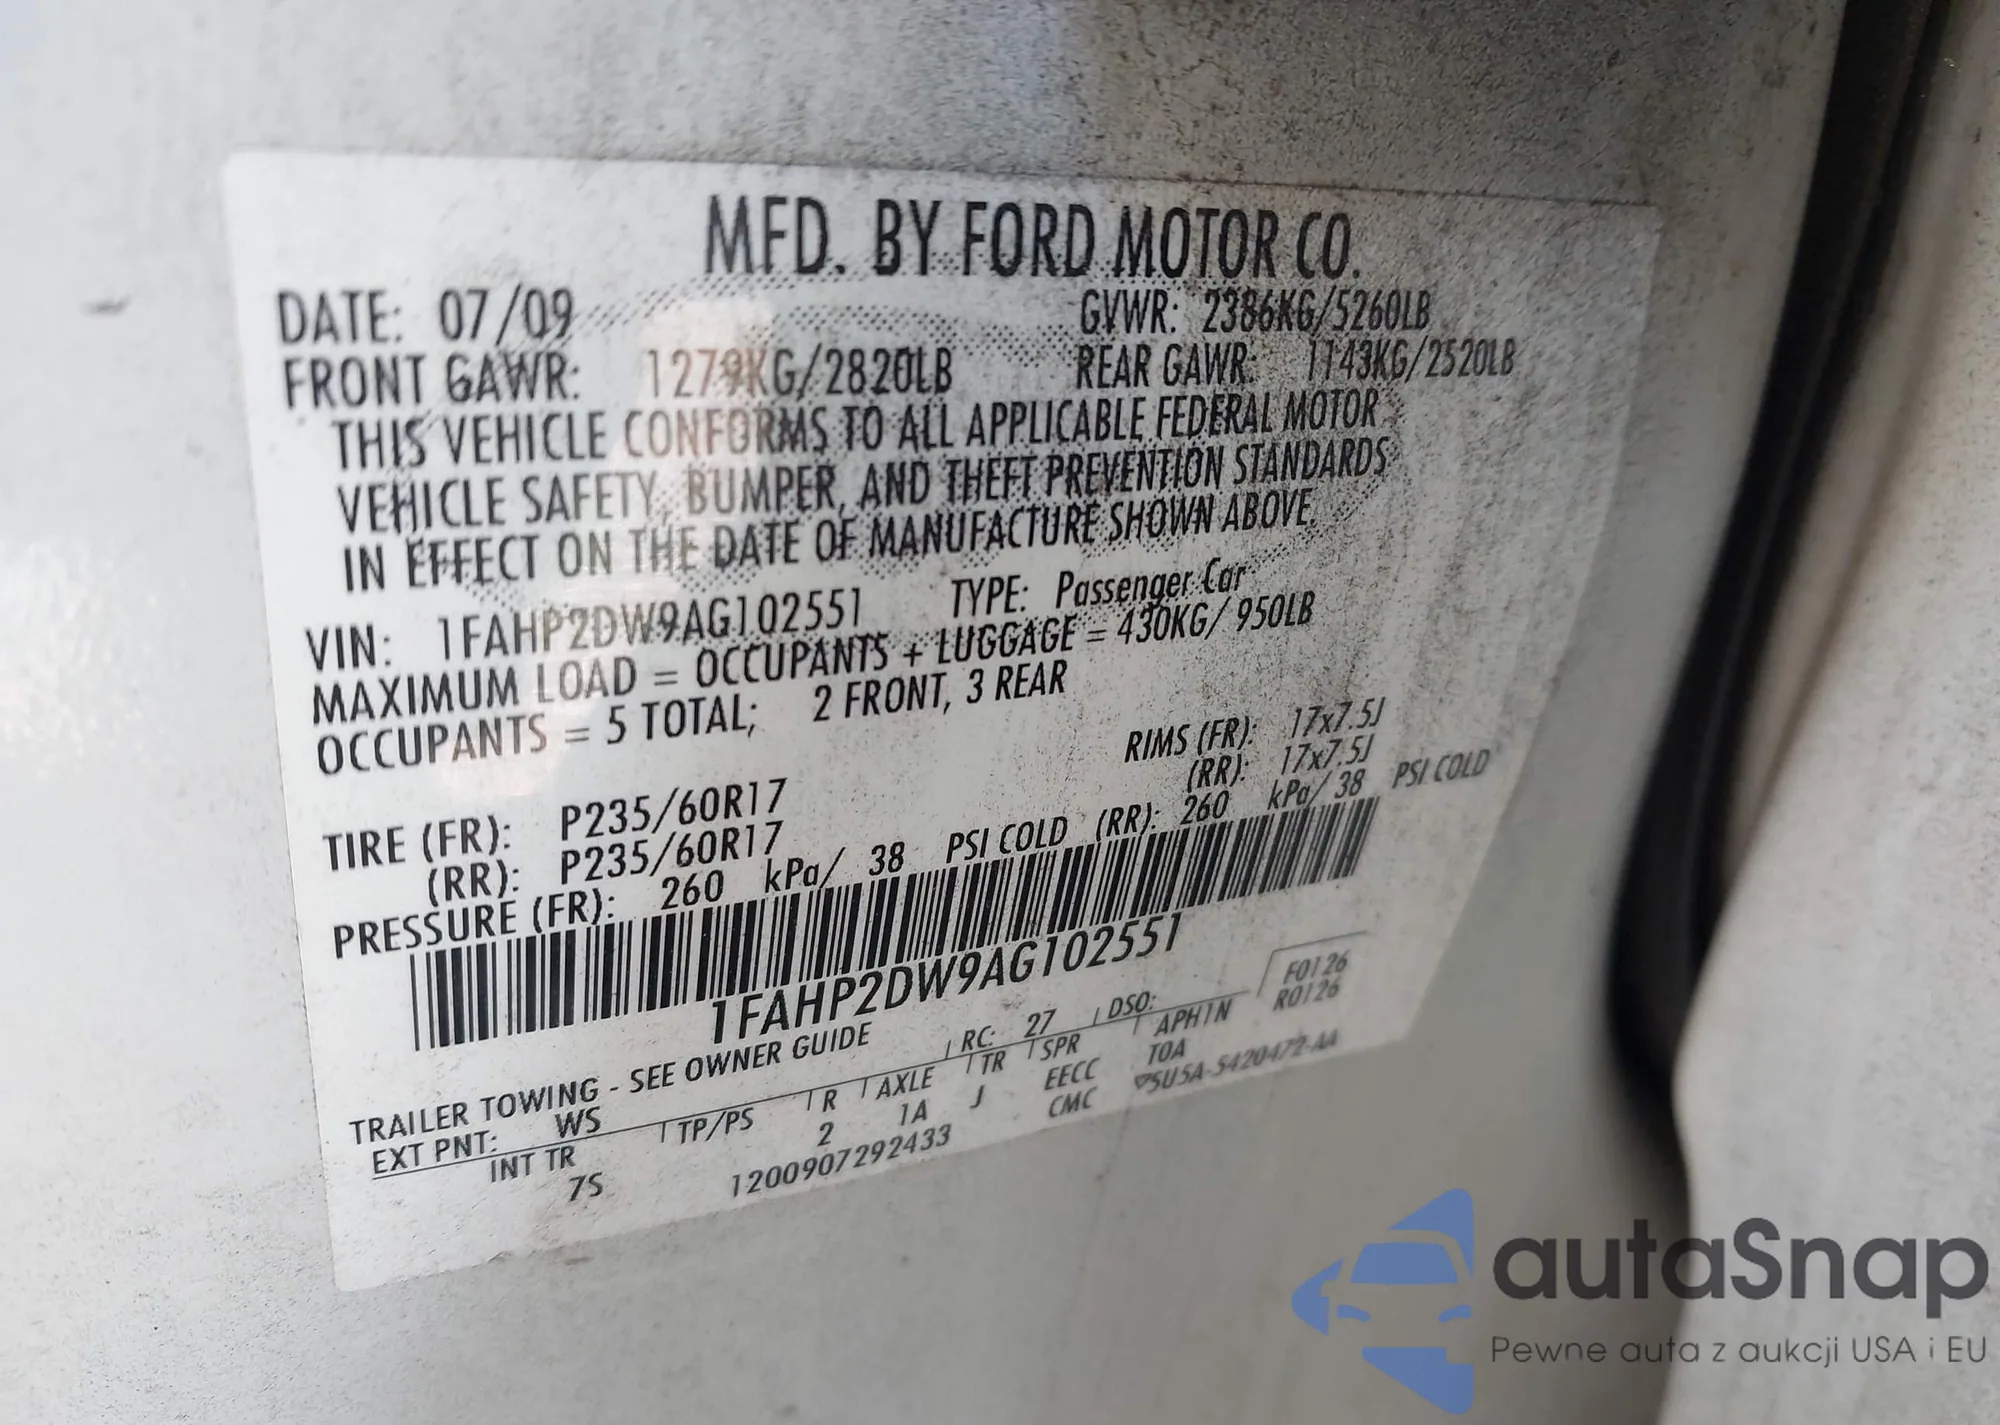 MFD. BY FORD MOTOR CO.
DATE: 07/09 GVWR: 2386KG/5260LB
FRONT GAWR: 1279KG/2820LB REAR GAWR: 1143KG/2520LB
THIS VEHICLE CONFORMS TO ALL APPLICABLE FEDERAL MOTOR
VEHICLE SAFETY, BUMPER, AND THEFT PREVENTION STANDARDS
IN EFFECT ON THE DATE OF MANUFACTURE SHOWN ABOVE.
VIN: 1FAHP2DW9AG102551 TYPE: Passenger Car
MAXIMUM LOAD = OCCUPANTS + LUGGAGE = 430KG/ 950LB
OCCUPANTS = 5 TOTAL; 2 FRONT, 3 REAR
TIRE (FR): P235/60R17 RIMS (FR): 17x7.5J
(RR): P235/60R17 (RR): 17x7.5J
PRESSURE (FR): 260 kPa/ 38 PSI COLD (RR): 260 kPa/ 38 PSI COLD
1FAHP2DW9AG102551
TRAILER TOWING - SEE OWNER GUIDE
F0126
EXT PNT: WS RC: 27 DSO: R0126
INT TR TP/PS R AXLE TR SPR APH1N
7S 2 1A J EECC T0A
1200907292433 CMC ▽5U5A-5420472-AA
autaSnap
Pewne auta z aukcji USA i EU